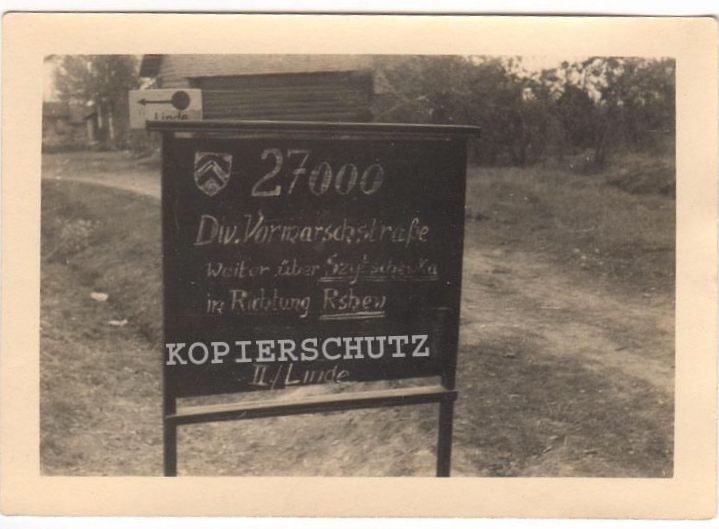 Linde
27000
Div. Vormarschstraße
Weiter über Szytschewka
in Richtung Rshew
KOPIERSCHUTZ
II/Linde